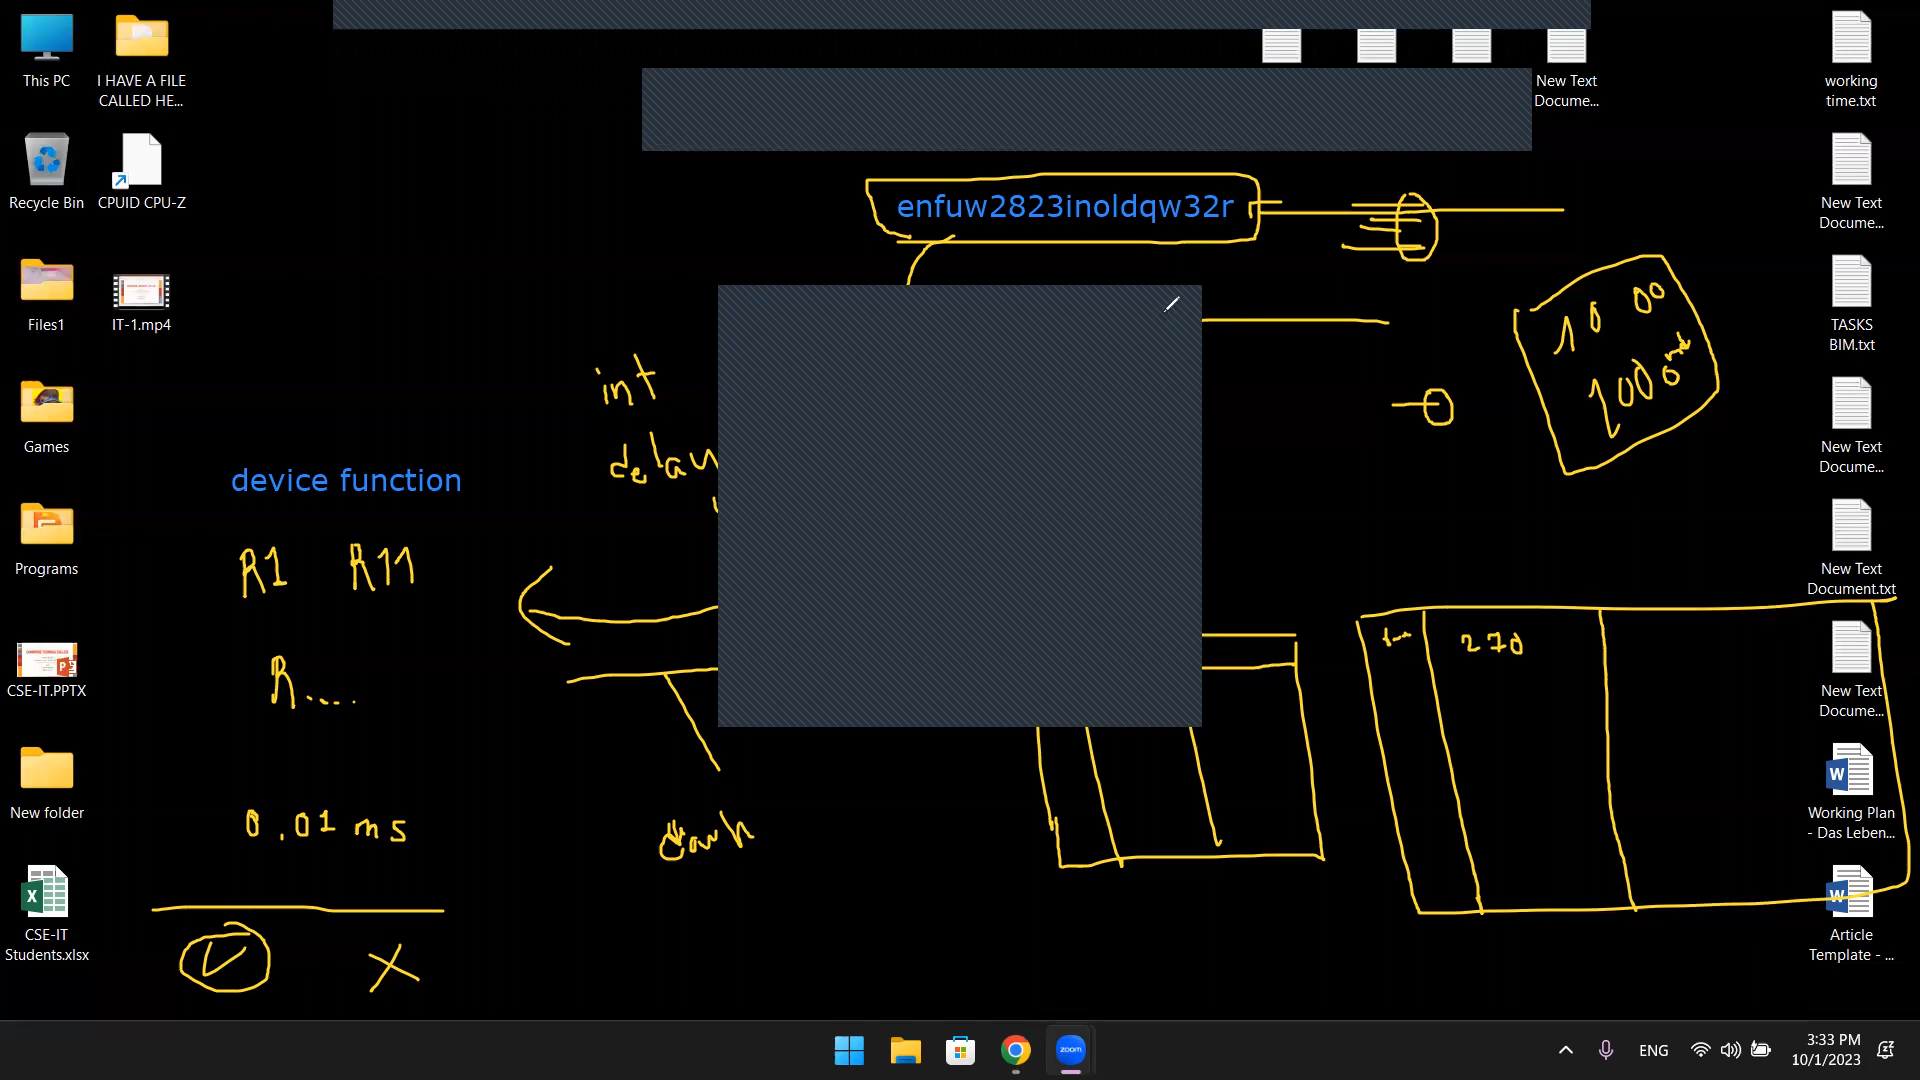 This PC
I HAVE A FILE
CALLED HE...
Recycle Bin
CPUID CPU-Z
Files1
IT-1.mp4
Games
Programs
CSE-IT.PPTX
New folder
CSE-IT
Students.xlsx
New Text
Docume...
working
time.txt
New Text
Docume...
TASKS
BIM.txt
New Text
Docume...
New Text
Document.txt
New Text
Docume...
Working Plan
- Das Leben...
Article
Template - ...
enfuw2823inoldqw32r
10 00
1000
int
delay
device function
R1 R11
R....
0.01 ms
270
zoom
ENG
3:33 PM
10/1/2023